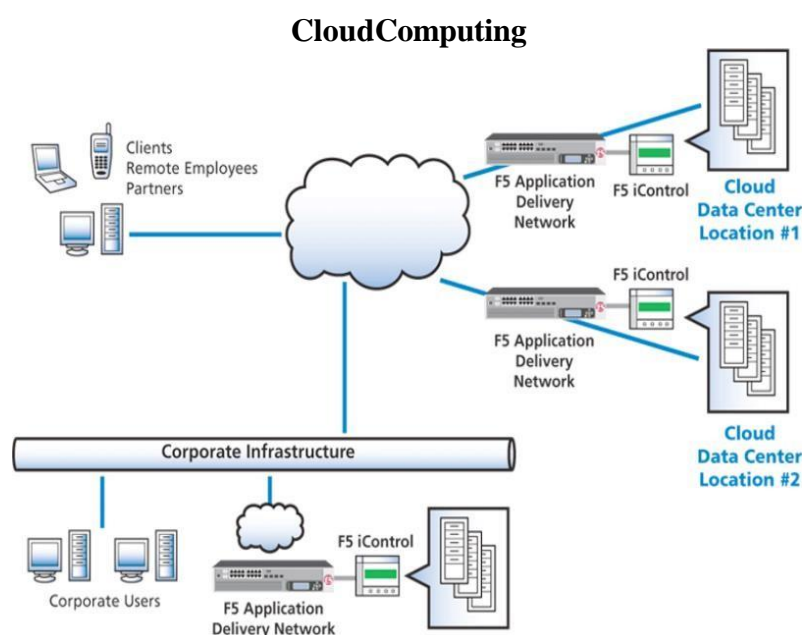 CloudComputing
Clients
Remote Employees
Partners
F5 Application
Delivery
Network
F5 iControl
Cloud
Data Center
Location #1
F5 iControl
F5 Application
Delivery
Network
Cloud
Data Center
Location #2
Corporate Infrastructure
Corporate Users
F5 iControl
F5 Application
Delivery Network